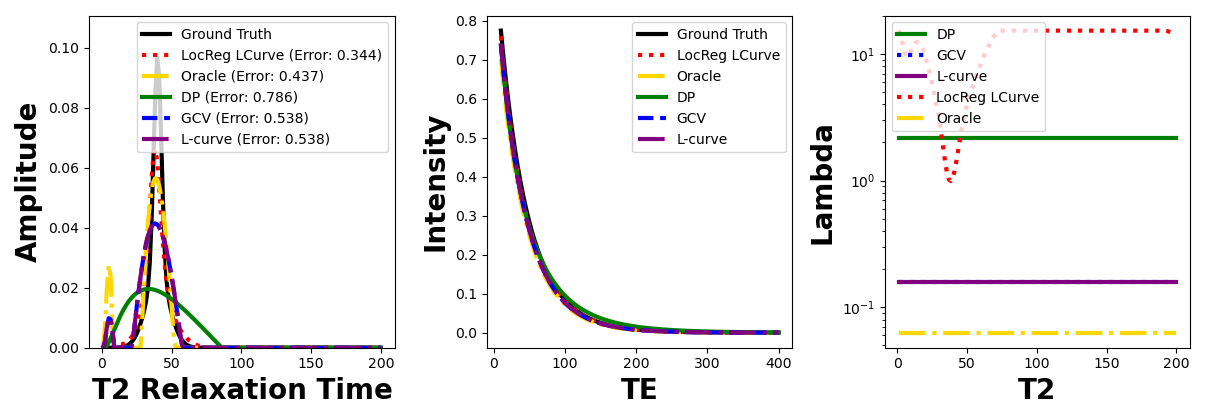 Amplitude
0.10
0.08
0.06
0.04
0.02
0.00
0
50
100
150
200
T2 Relaxation Time
Ground Truth
LocReg LCurve (Error: 0.344)
Oracle (Error: 0.437)
DP (Error: 0.786)
GCV (Error: 0.538)
L-curve (Error: 0.538)
Intensity
0.8
0.7
0.6
0.5
0.4
0.3
0.2
0.1
0.0
0
100
200
300
400
TE
Ground Truth
LocReg LCurve
Oracle
DP
GCV
L-curve
Lambda
10¹
10⁰
10⁻¹
0
50
100
150
200
T2
DP
GCV
L-curve
LocReg LCurve
Oracle